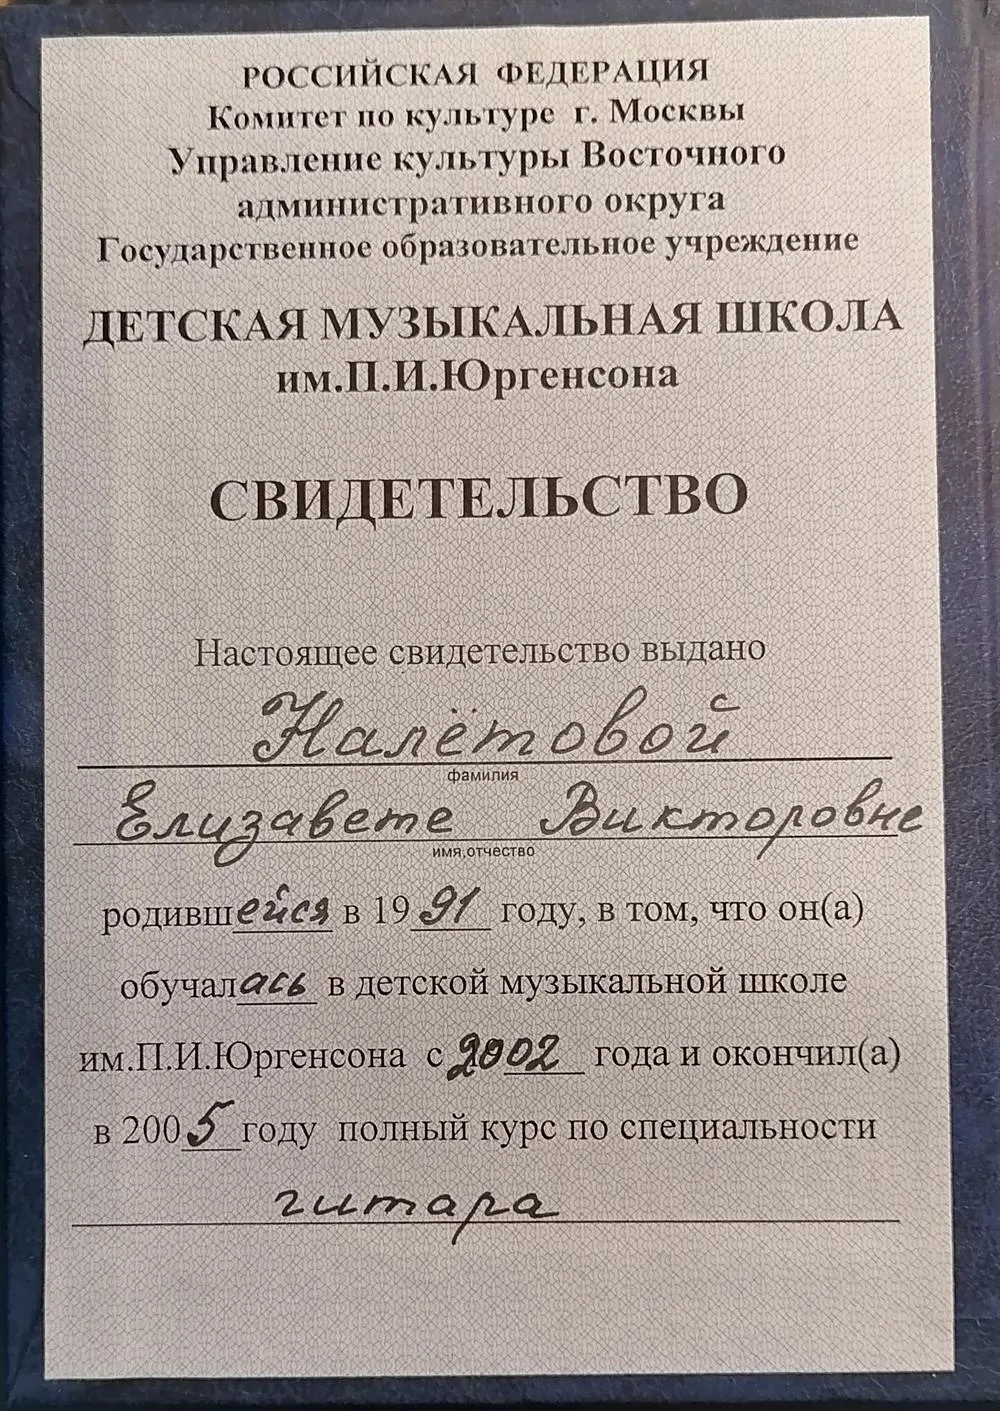 РОССИЙСКАЯ ФЕДЕРАЦИЯ
Комитет по культуре г. Москвы
Управление культуры Восточного
административного округа
Государственное образовательное учреждение
ДЕТСКАЯ МУЗЫКАЛЬНАЯ ШКОЛА
им.П.И.Юргенсона
СВИДЕТЕЛЬСТВО
Настоящее свидетельство выдано
Налётовой
фамилия
Елизавете Викторовне
имя,отчество
родившейся в 1991 году, в том, что он(а)
обучалась в детской музыкальной школе
им.П.И.Юргенсона с 2002 года и окончил(а)
в 2005 году полный курс по специальности
гитара